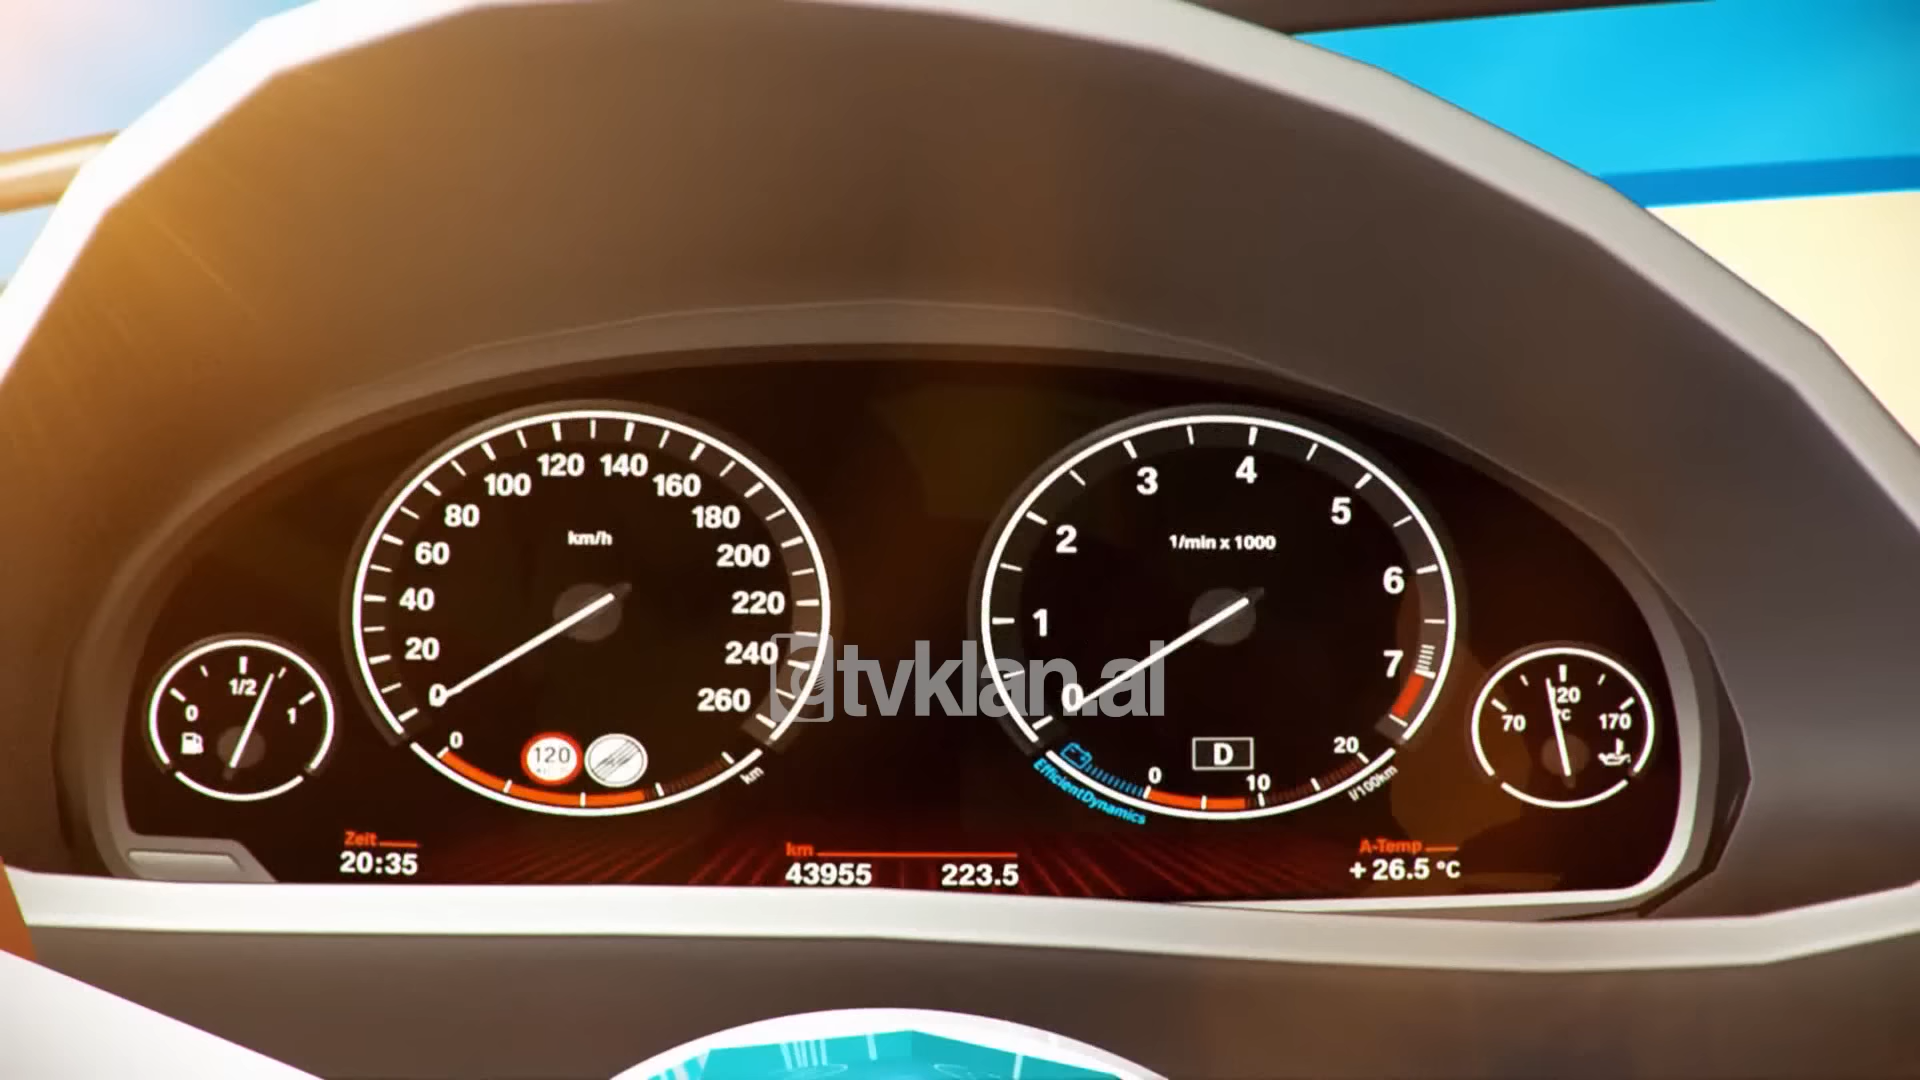 100 120 140 160
80 180
60 km/h 200
40 220
20 240
0 260
0 120 km
1/2
0 1
3 4 5
2 1/min x 1000 6
1 7
0
D
0 10 20
EfficientDynamics
l/100km
120
70 °C 170
tvklan.al
Zeit
20:35
km
43955 223.5
A-Temp
+ 26.5 °C